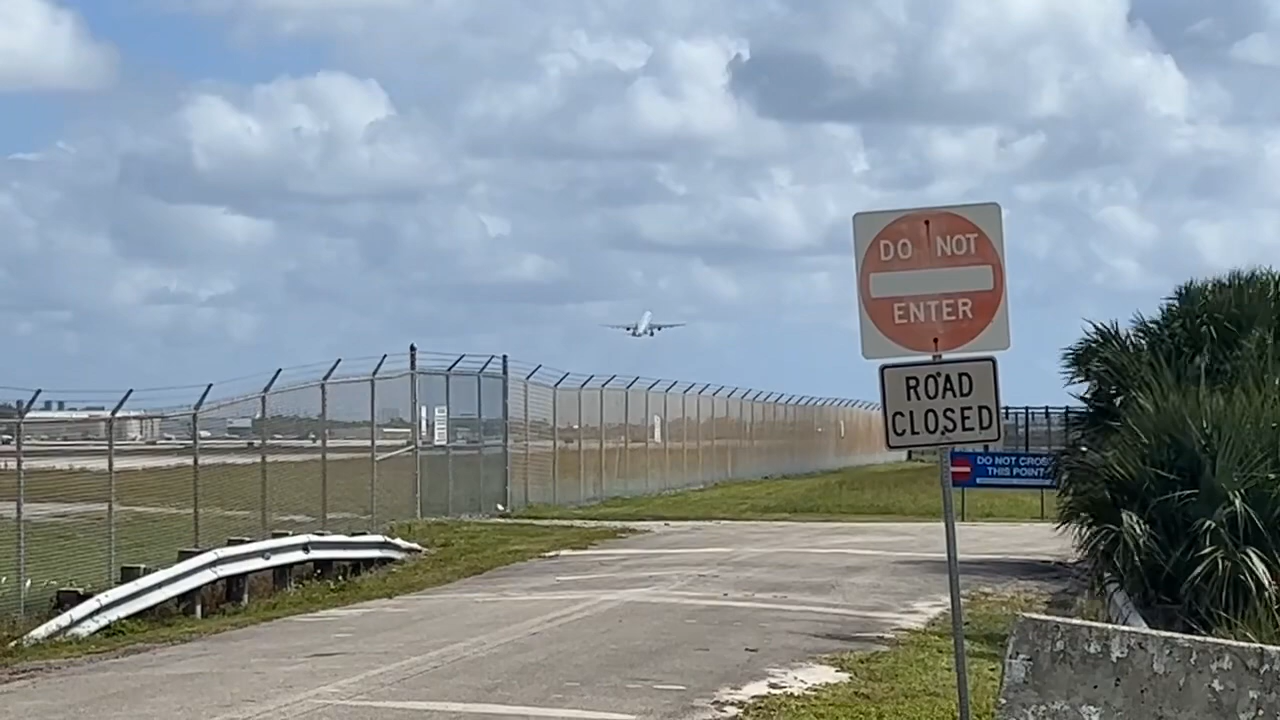 DO NOT
ENTER
ROAD
CLOSED
DO NOT CROSS
THIS POINT